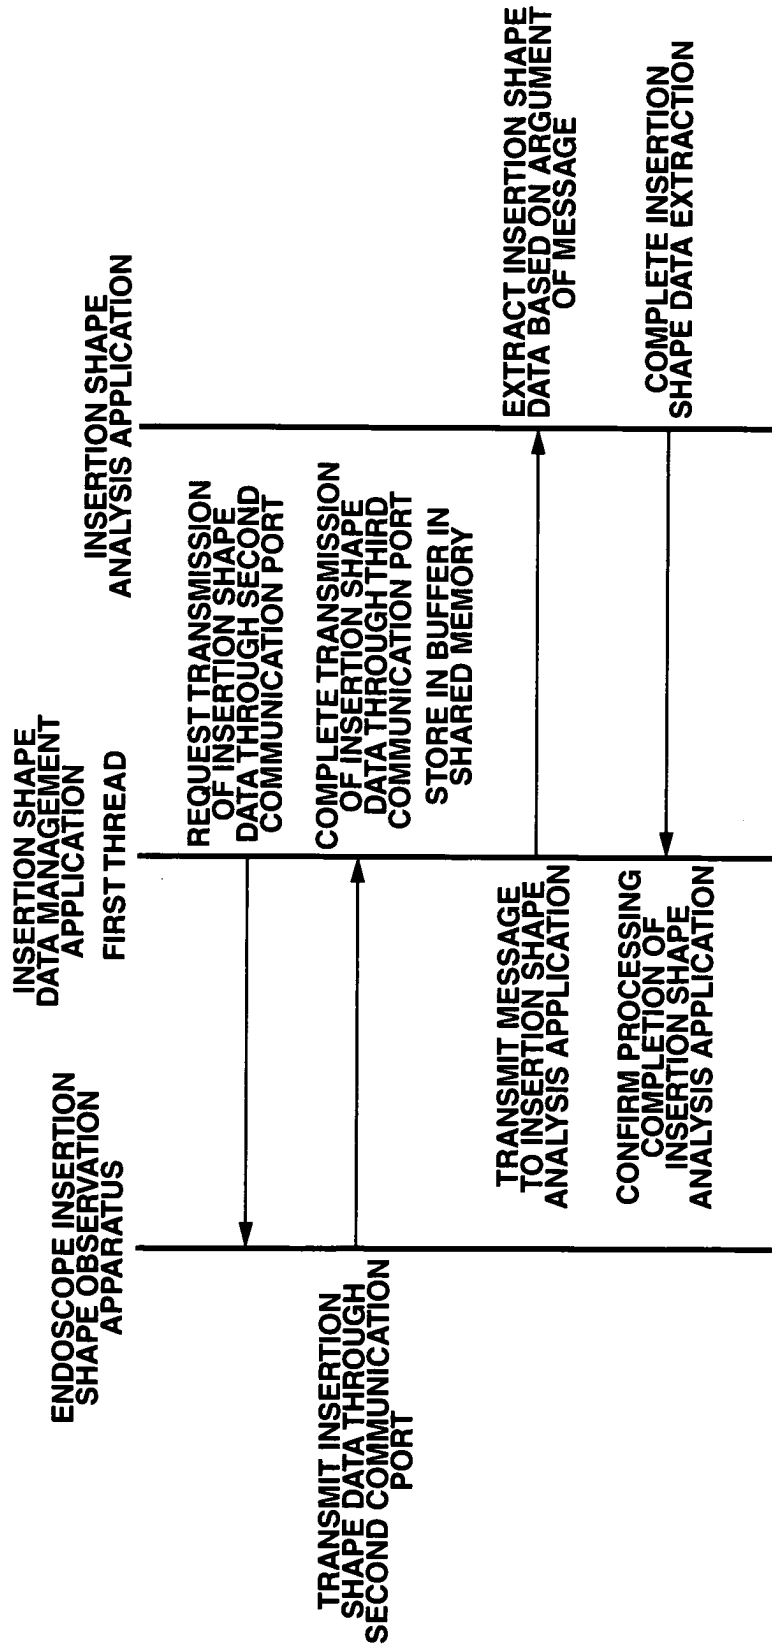 ENDOSCOPE INSERTION
SHAPE OBSERVATION
APPARATUS
INSERTION SHAPE
DATA MANAGEMENT
APPLICATION
FIRST THREAD
INSERTION SHAPE
ANALYSIS APPLICATION
REQUEST TRANSMISSION
OF INSERTION SHAPE
DATA THROUGH SECOND
COMMUNICATION PORT
TRANSMIT INSERTION
SHAPE DATA THROUGH
SECOND COMMUNICATION
PORT
COMPLETE TRANSMISSION
OF INSERTION SHAPE
DATA THROUGH THIRD
COMMUNICATION PORT
STORE IN BUFFER IN
SHARED MEMORY
TRANSMIT MESSAGE
TO INSERTION SHAPE
ANALYSIS APPLICATION
EXTRACT INSERTION SHAPE
DATA BASED ON ARGUMENT
OF MESSAGE
CONFIRM PROCESSING
COMPLETION OF
INSERTION SHAPE
ANALYSIS APPLICATION
COMPLETE INSERTION
SHAPE DATA EXTRACTION